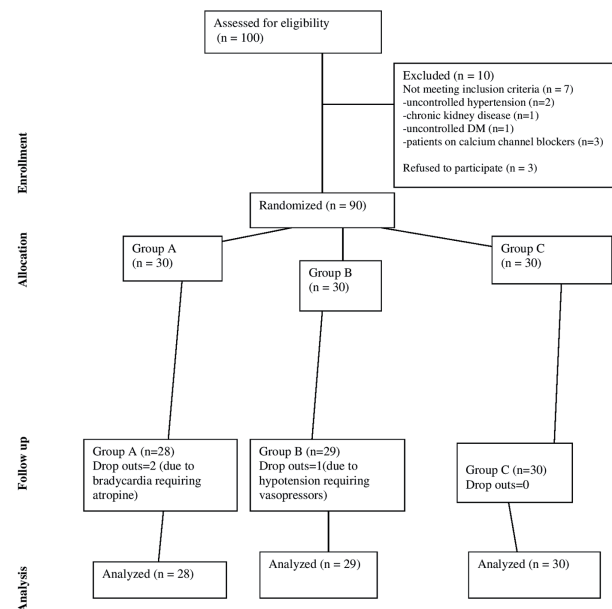 Assessed for eligibility
(n = 100)
Excluded (n = 10)
Not meeting inclusion criteria (n = 7)
-uncontrolled hypertension (n=2)
-chronic kidney disease (n=1)
-uncontrolled DM (n=1)
-patients on calcium channel blockers (n=3)
Refused to participate (n = 3)
Enrollment
Randomized (n = 90)
Allocation
Group A
(n = 30)
Group B
(n = 30)
Group C
(n = 30)
Follow up
Group A (n=28)
Drop outs=2 (due to
bradycardia requiring
atropine)
Group B (n=29)
Drop outs=1(due to
hypotension requiring
vasopressors)
Group C (n=30)
Drop outs=0
Analysis
Analyzed (n = 28)
Analyzed (n = 29)
Analyzed (n = 30)